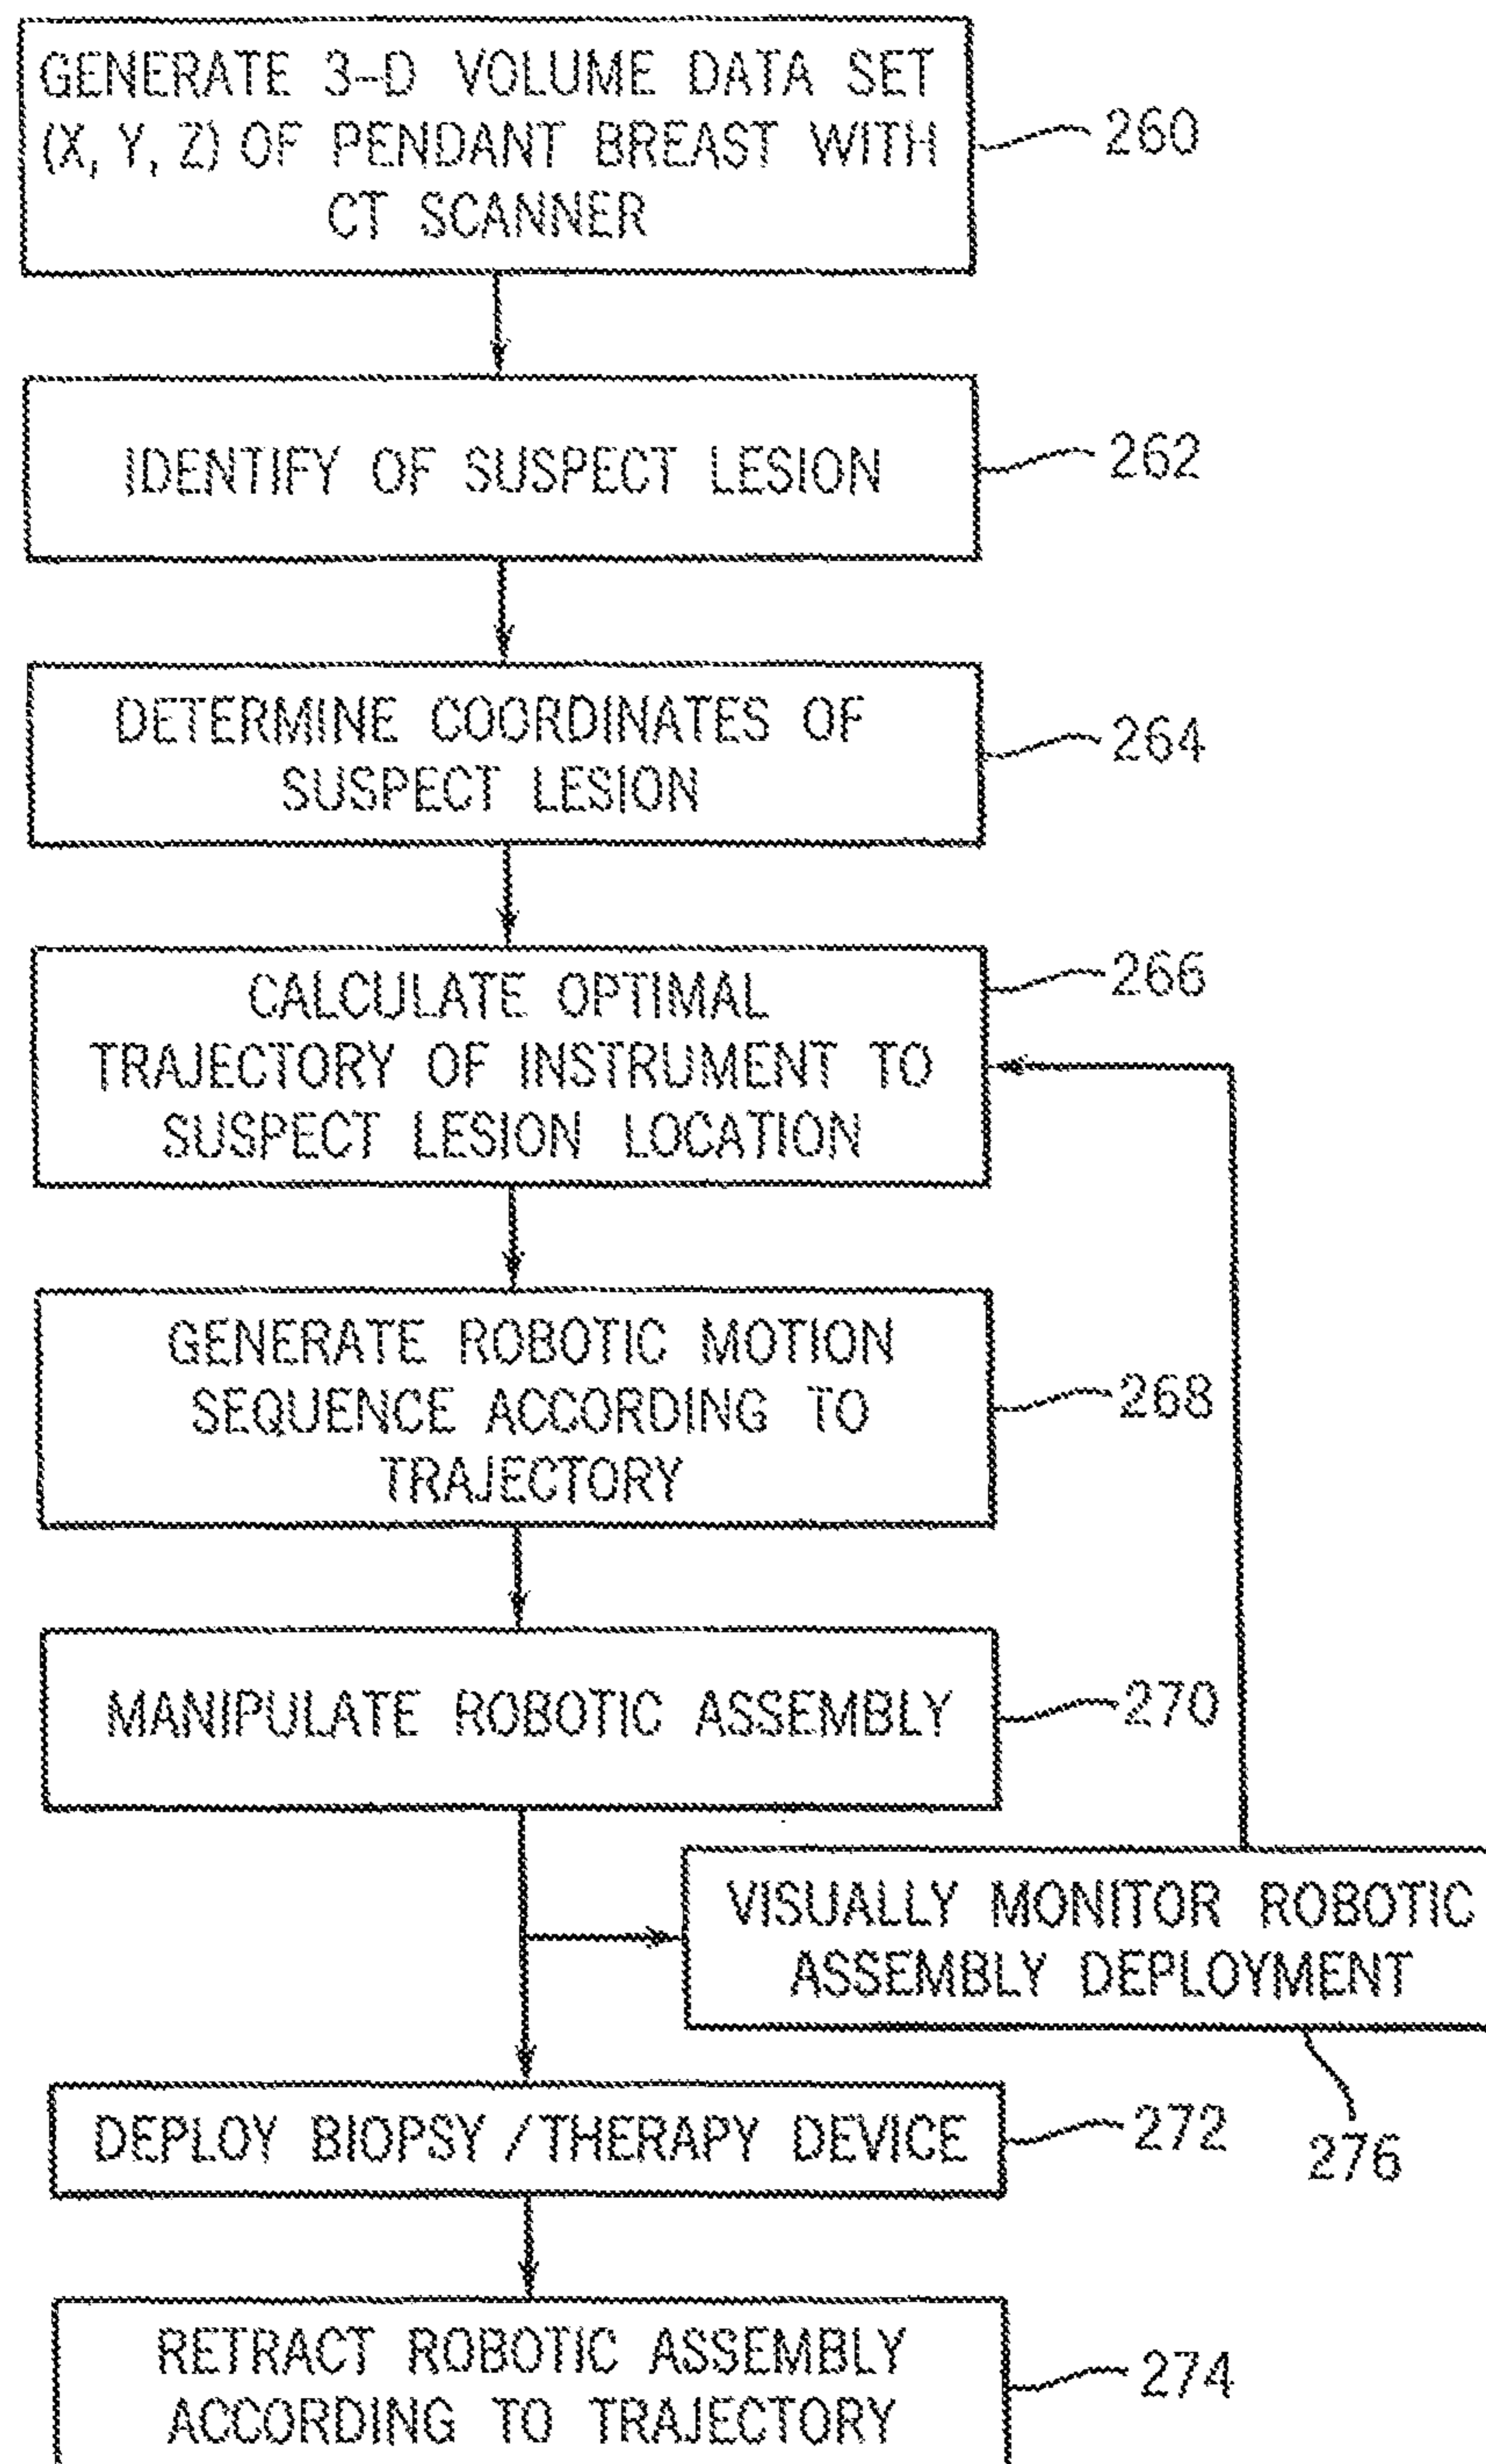 GENERATE 3-D VOLUME DATA SET
(X, Y, Z) OF PENDANT BREAST WITH
CT SCANNER
260
IDENTIFY OF SUSPECT LESION
262
DETERMINE COORDINATES OF
SUSPECT LESION
264
CALCULATE OPTIMAL
TRAJECTORY OF INSTRUMENT TO
SUSPECT LESION LOCATION
266
GENERATE ROBOTIC MOTION
SEQUENCE ACCORDING TO
TRAJECTORY
268
MANIPULATE ROBOTIC ASSEMBLY
270
VISUALLY MONITOR ROBOTIC
ASSEMBLY DEPLOYMENT
276
DEPLOY BIOPSY/THERAPY DEVICE
272
RETRACT ROBOTIC ASSEMBLY
ACCORDING TO TRAJECTORY
274